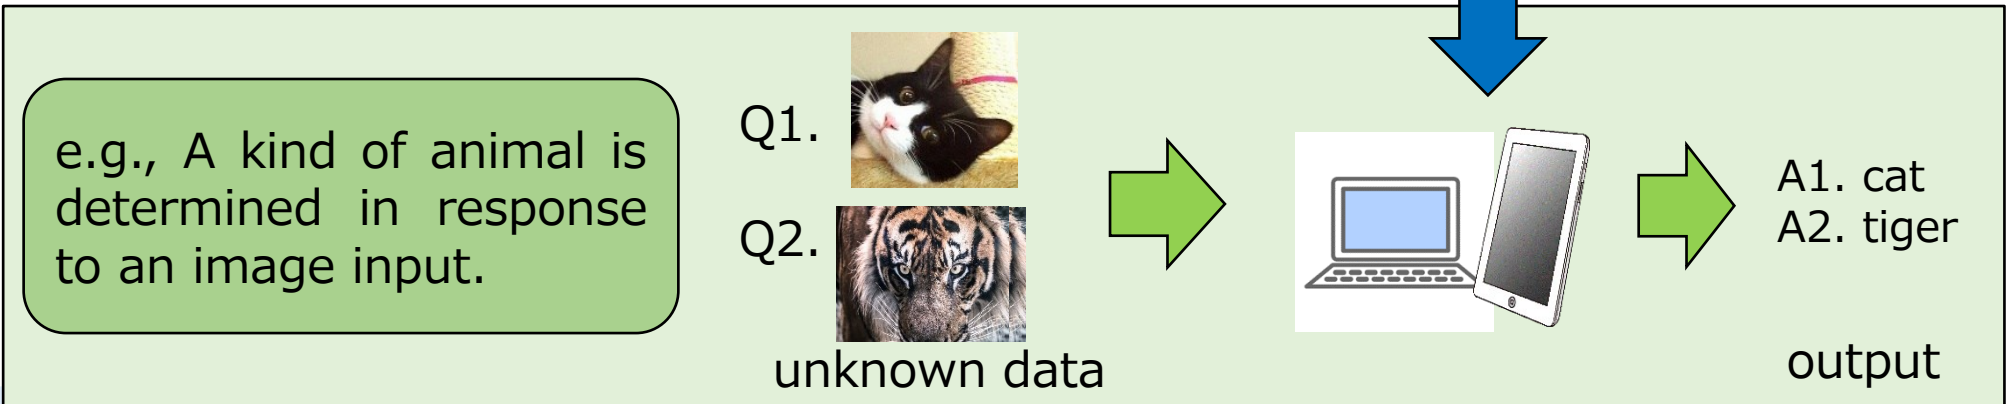 e.g., A kind of animal is
determined in response
to an image input.
Q1.
Q2.
unknown data
A1. cat
A2. tiger
output